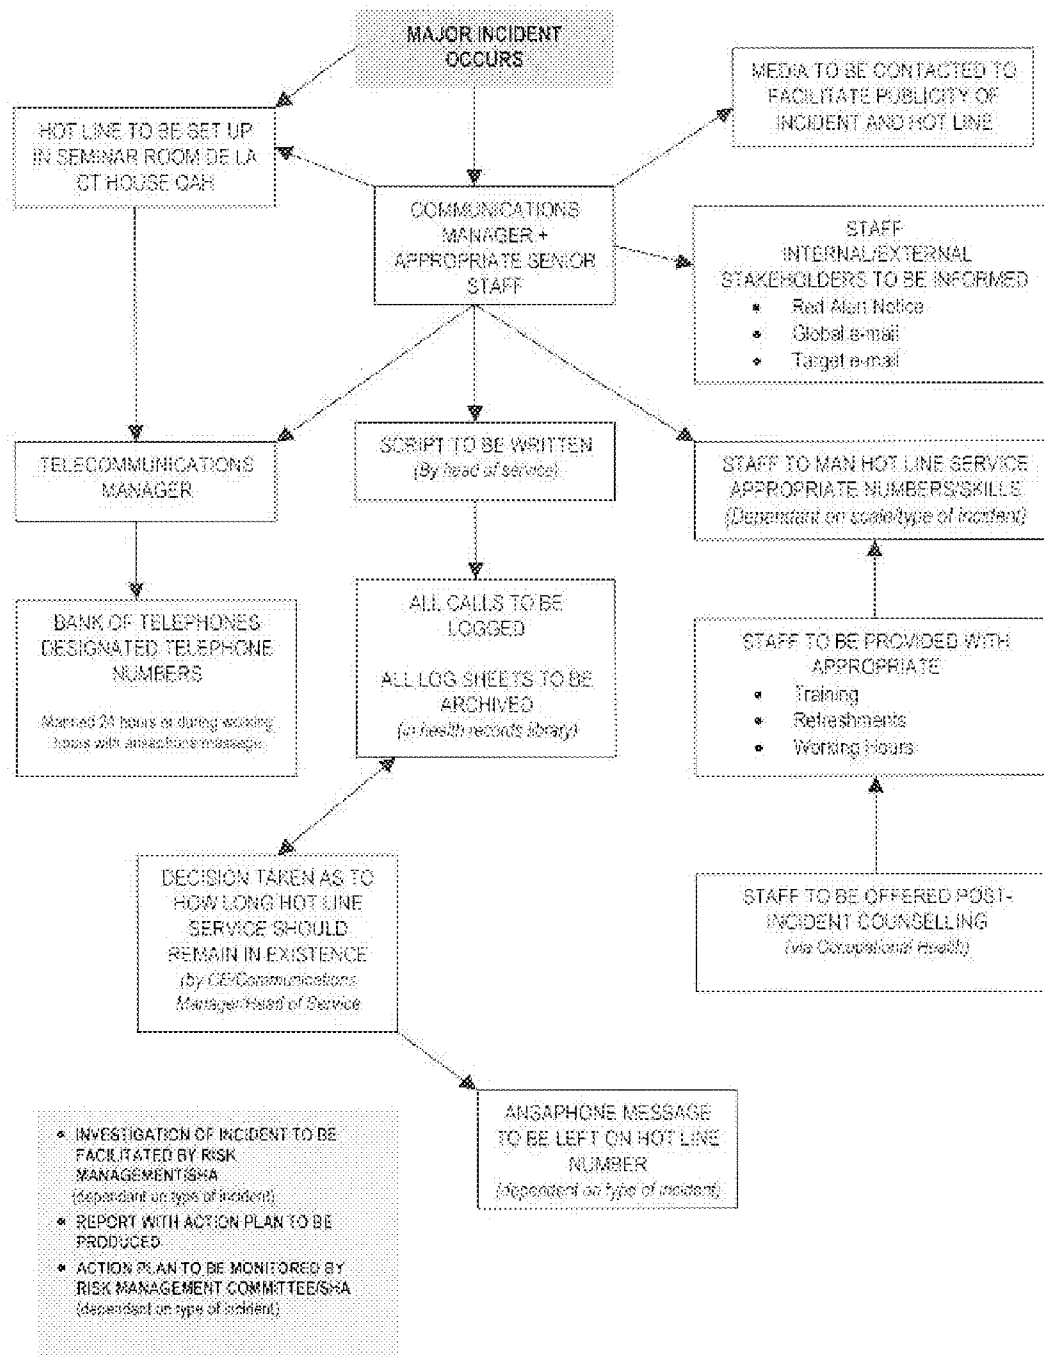 MAJOR INCIDENT
OCCURS
MEDIA TO BE CONTACTED TO
FACILITATE PUBLICITY OF
INCIDENT AND HOT LINE
HOT LINE TO BE SET UP
IN SEMINAR ROOM DE LA
CT HOUSE QAH
COMMUNICATIONS
MANAGER +
APPROPRIATE SENIOR
STAFF
STAFF
INTERNAL/EXTERNAL
STAKEHOLDERS TO BE INFORMED
• Red Alert Notice
• Global e-mail
• Target e-mail
TELECOMMUNICATIONS
MANAGER
SCRIPT TO BE WRITTEN
(By head of service)
STAFF TO MAN HOT LINE SERVICE
APPROPRIATE NUMBERS/SKILLS
(Dependant on scale/type of incident)
BANK OF TELEPHONES
DESIGNATED TELEPHONE
NUMBERS
Manned 24 hours or during working
hours with ansaphone message
ALL CALLS TO BE
LOGGED
ALL LOG SHEETS TO BE
ARCHIVED
(in health records library)
STAFF TO BE PROVIDED WITH
APPROPRIATE
• Training
• Refreshments
• Working Hours
DECISION TAKEN AS TO
HOW LONG HOT LINE
SERVICE SHOULD
REMAIN IN EXISTENCE
(by CE/Communications
Manager/Head of Service
STAFF TO BE OFFERED POST-
INCIDENT COUNSELLING
(via Occupational Health)
ANSAPHONE MESSAGE
TO BE LEFT ON HOT LINE
NUMBER
(dependent on type of incident)
• INVESTIGATION OF INCIDENT TO BE
FACILITATED BY RISK
MANAGEMENT/SHA
(dependant on type of incident)
• REPORT WITH ACTION PLAN TO BE
PRODUCED
• ACTION PLAN TO BE MONITORED BY
RISK MANAGEMENT COMMITTEE/SHA
(dependant on type of incident)